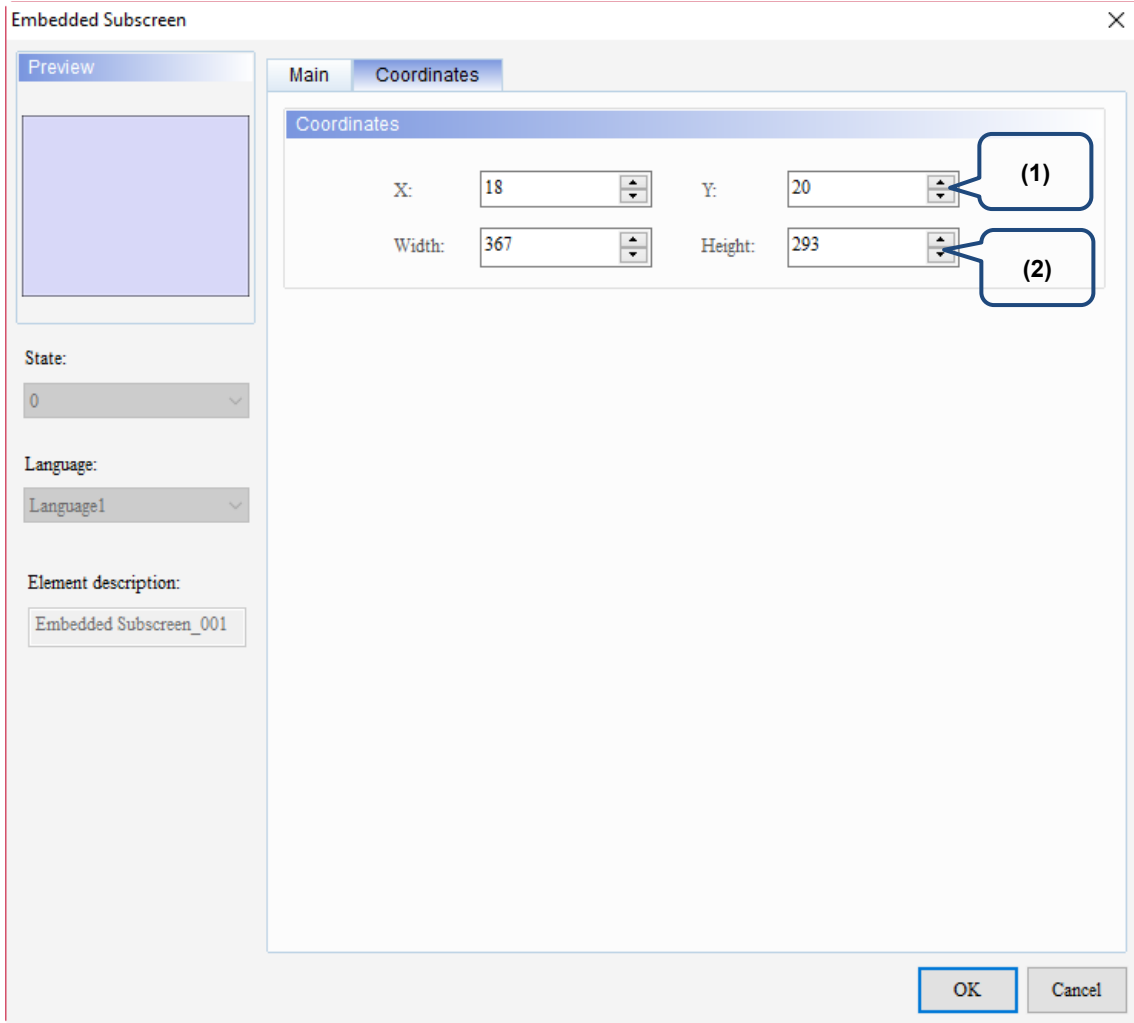 Embedded Subscreen
Preview
Main Coordinates
Coordinates
X: 18 Y: 20 (1)
Width: 367 Height: 293 (2)
State:
0
Language:
Language1
Element description:
Embedded Subscreen_001
OK Cancel